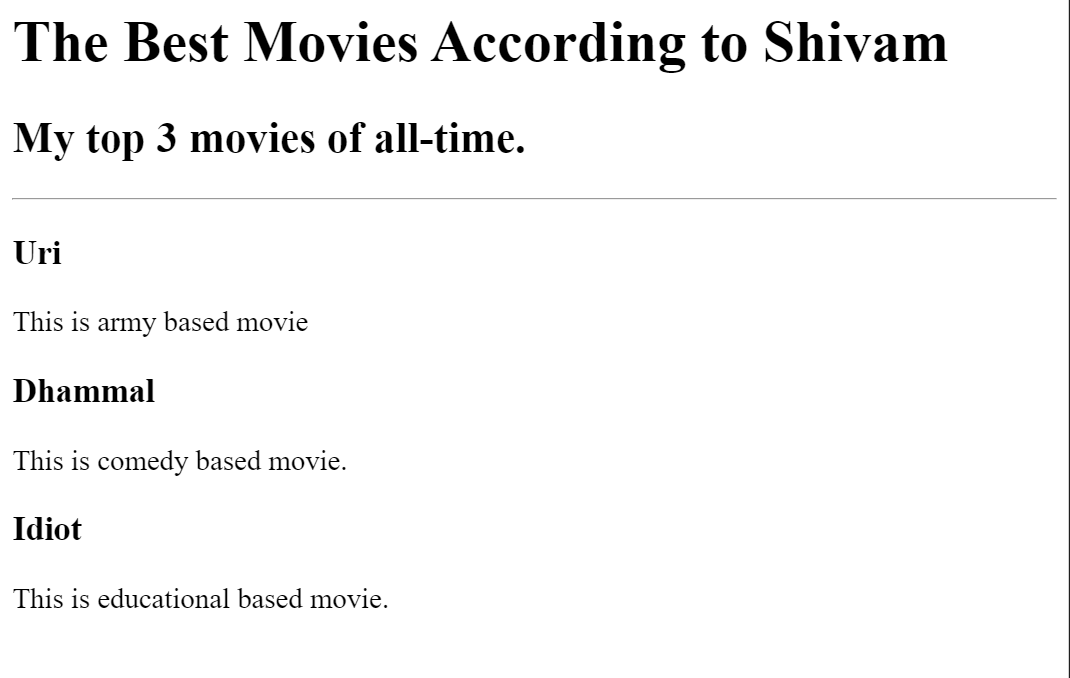 The Best Movies According to Shivam
My top 3 movies of all-time.
Uri
This is army based movie
Dhammal
This is comedy based movie.
Idiot
This is educational based movie.